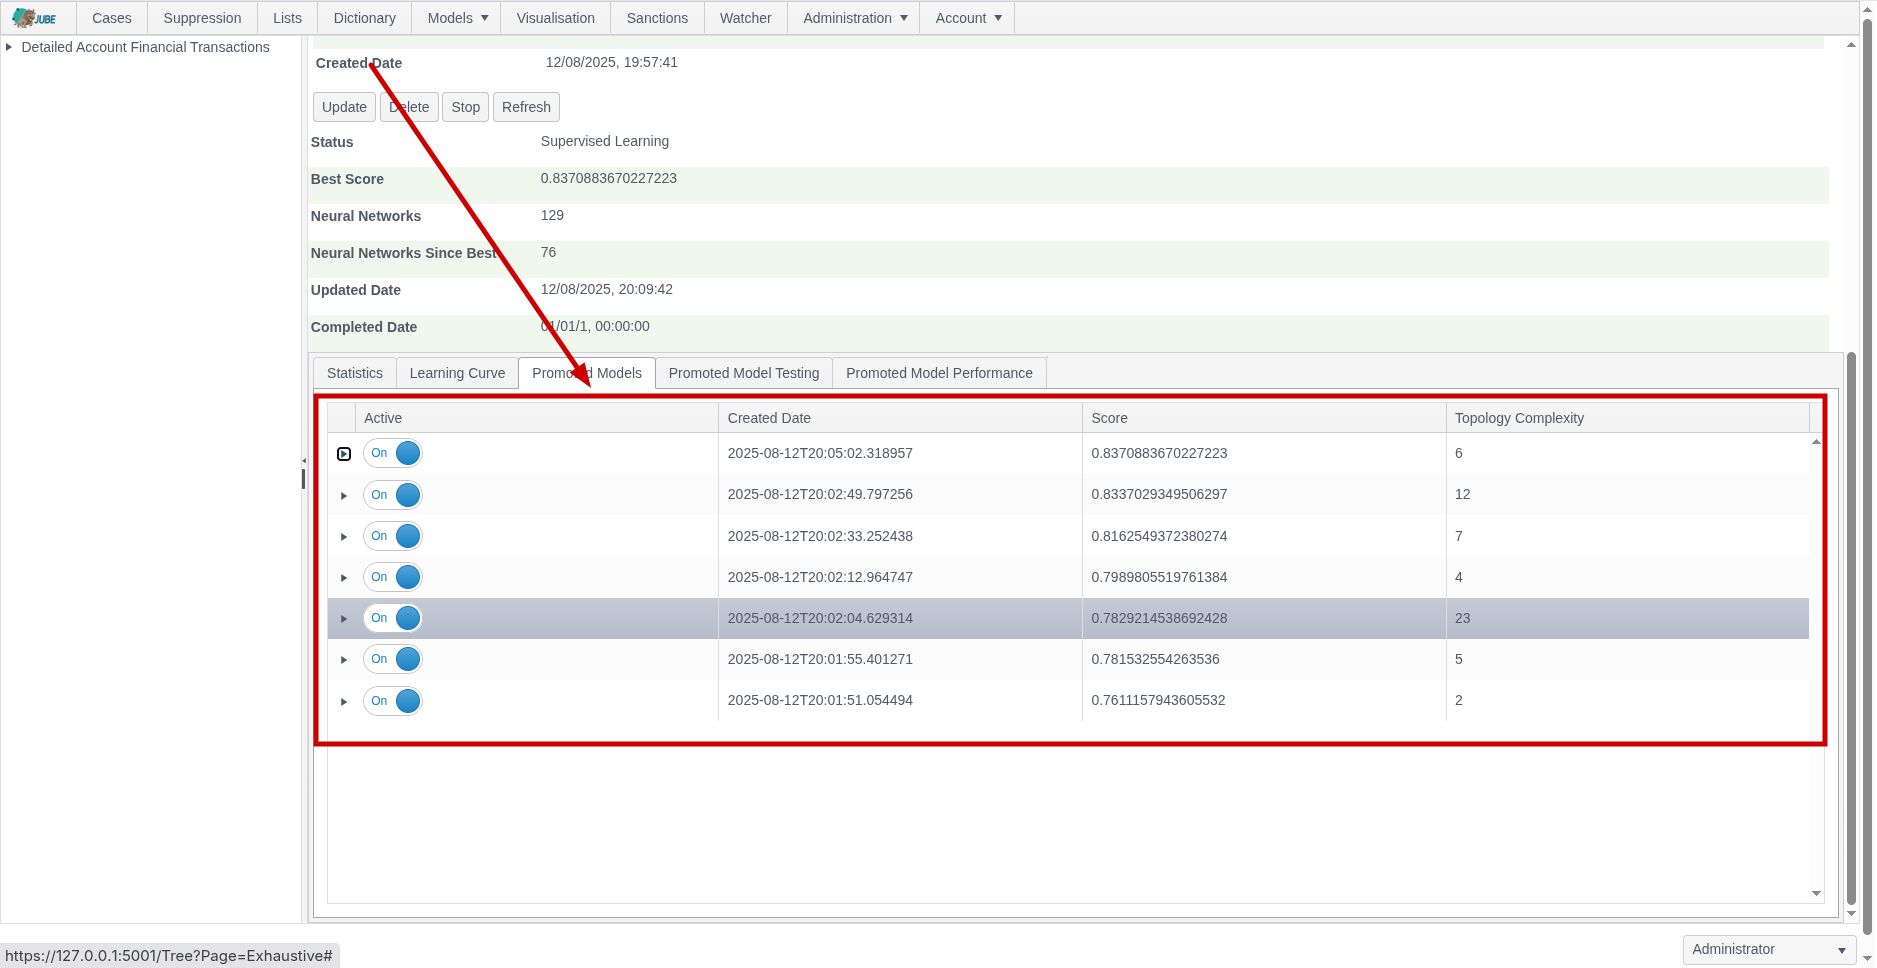 JUBE Cases Suppression Lists Dictionary Models Visualisation Sanctions Watcher Administration Account
Detailed Account Financial Transactions
Created Date 12/08/2025, 19:57:41
Update Delete Stop Refresh
Status Supervised Learning
Best Score 0.8370883670227223
Neural Networks 129
Neural Networks Since Best 76
Updated Date 12/08/2025, 20:09:42
Completed Date 01/01/1, 00:00:00
Statistics Learning Curve Promoted Models Promoted Model Testing Promoted Model Performance
Active Created Date Score Topology Complexity
On 2025-08-12T20:05:02.318957 0.8370883670227223 6
On 2025-08-12T20:02:49.797256 0.8337029349506297 12
On 2025-08-12T20:02:33.252438 0.8162549372380274 7
On 2025-08-12T20:02:12.964747 0.7989805519761384 4
On 2025-08-12T20:02:04.629314 0.7829214538692428 23
On 2025-08-12T20:01:55.401271 0.781532554263536 5
On 2025-08-12T20:01:51.054494 0.7611157943605532 2
Administrator
https://127.0.0.1:5001/Tree?Page=Exhaustive#